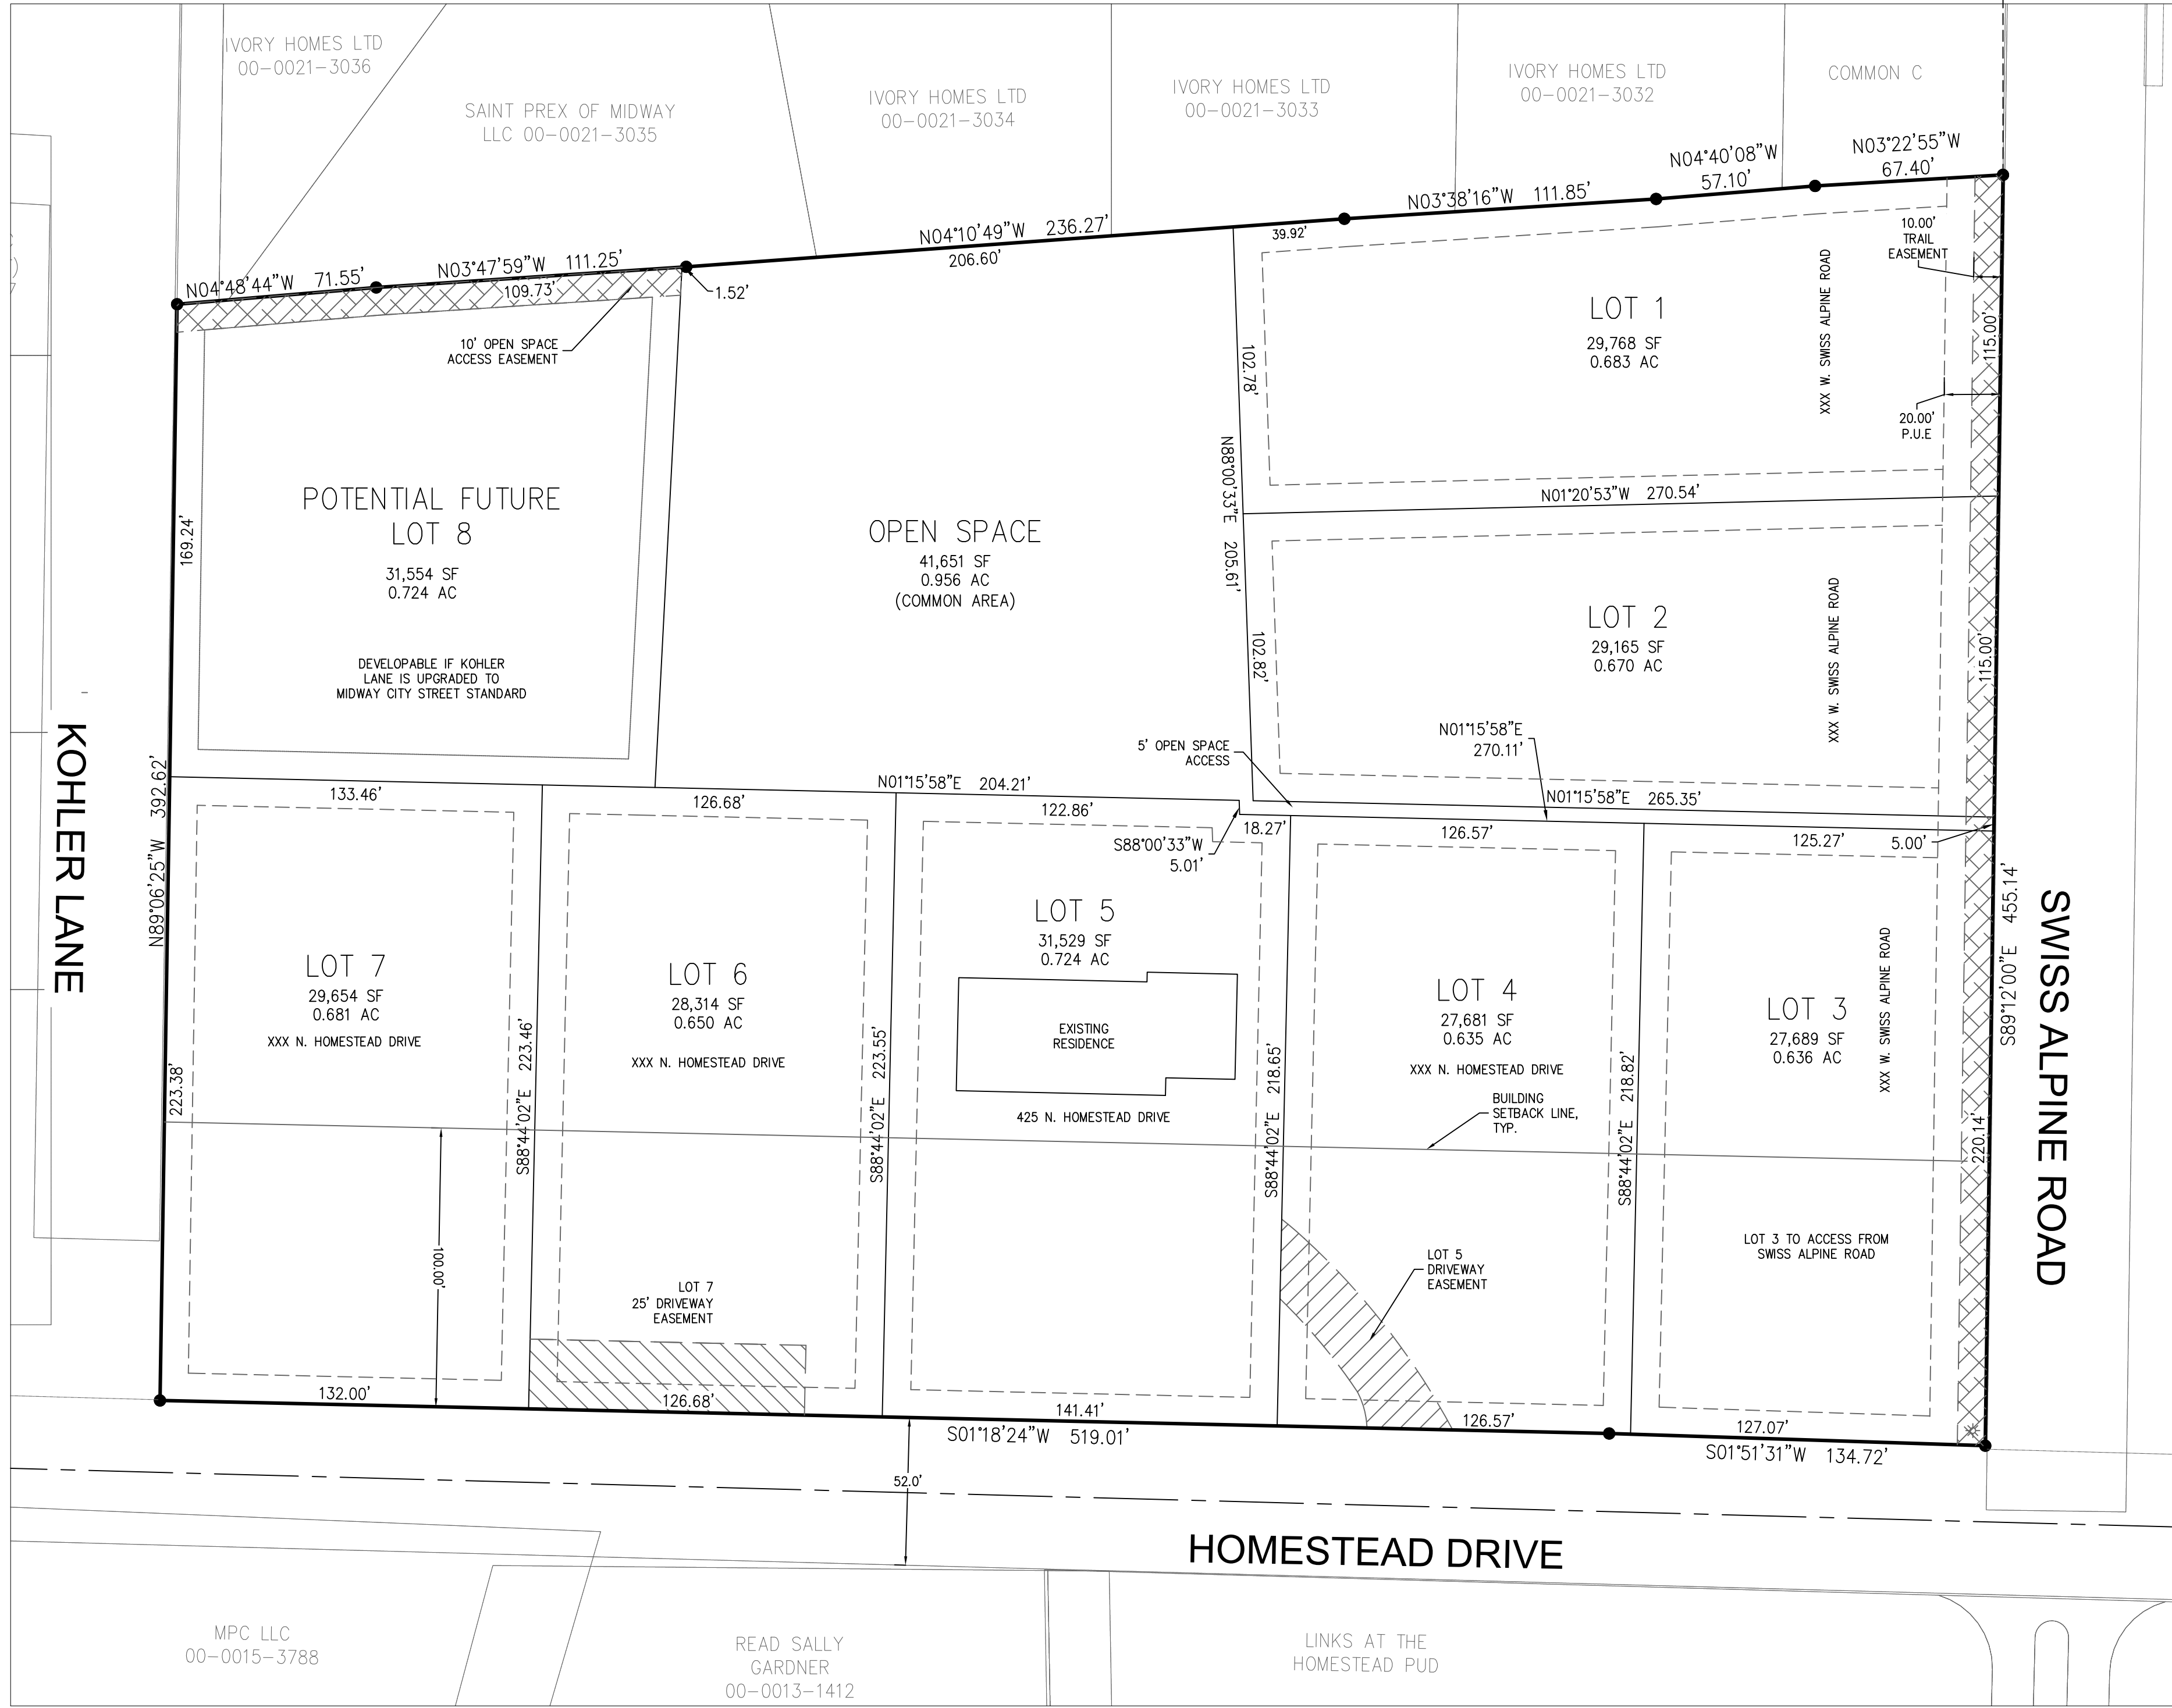 IVORY HOMES LTD
00-0021-3036
SAINT PREX OF MIDWAY
LLC 00-0021-3035
IVORY HOMES LTD
00-0021-3034
IVORY HOMES LTD
00-0021-3033
IVORY HOMES LTD
00-0021-3032
COMMON C
N04°48'44"W 71.55'
N03°47'59"W 111.25'
109.73'
1.52'
N04°10'49"W 236.27'
206.60'
39.92'
N03°38'16"W 111.85'
N04°40'08"W
57.10'
N03°22'55"W
67.40'
10' OPEN SPACE
ACCESS EASEMENT
10.00'
TRAIL
EASEMENT
115.00'
20.00'
P.U.E
LOT 1
29,768 SF
0.683 AC
XXX W. SWISS ALPINE ROAD
102.78'
N88°00'33"E 205.61'
102.82'
N01°20'53"W 270.54'
POTENTIAL FUTURE
LOT 8
31,554 SF
0.724 AC
DEVELOPABLE IF KOHLER
LANE IS UPGRADED TO
MIDWAY CITY STREET STANDARD
169.24'
OPEN SPACE
41,651 SF
0.956 AC
(COMMON AREA)
LOT 2
29,165 SF
0.670 AC
XXX W. SWISS ALPINE ROAD
115.00'
5' OPEN SPACE
ACCESS
N01°15'58"E
270.11'
N01°15'58"E 204.21'
N01°15'58"E 265.35'
133.46'
126.68'
122.86'
18.27'
S88°00'33"W
5.01'
126.57'
125.27'
5.00'
KOHLER LANE
N89°06'25"W 392.62'
223.38'
LOT 7
29,654 SF
0.681 AC
XXX N. HOMESTEAD DRIVE
S88°44'02"E 223.46'
LOT 6
28,314 SF
0.650 AC
XXX N. HOMESTEAD DRIVE
S88°44'02"E 223.55'
LOT 5
31,529 SF
0.724 AC
EXISTING
RESIDENCE
425 N. HOMESTEAD DRIVE
S88°44'02"E 218.65'
LOT 4
27,681 SF
0.635 AC
XXX N. HOMESTEAD DRIVE
BUILDING
SETBACK LINE,
TYP.
S88°44'02"E 218.82'
LOT 3
27,689 SF
0.636 AC
XXX W. SWISS ALPINE ROAD
LOT 3 TO ACCESS FROM
SWISS ALPINE ROAD
220.14'
S89°12'00"E 455.14'
SWISS ALPINE ROAD
100.00'
LOT 7
25' DRIVEWAY
EASEMENT
LOT 5
DRIVEWAY
EASEMENT
132.00'
126.68'
141.41'
126.57'
127.07'
S01°18'24"W 519.01'
S01°51'31"W 134.72'
52.0'
HOMESTEAD DRIVE
MPC LLC
00-0015-3788
READ SALLY
GARDNER
00-0013-1412
LINKS AT THE
HOMESTEAD PUD